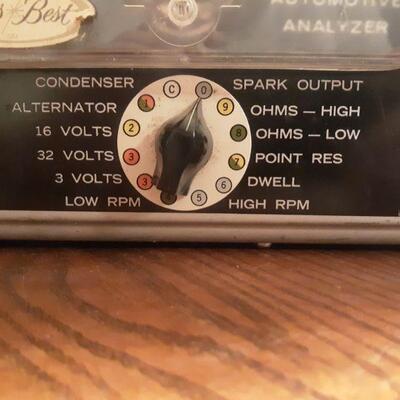 's Best
AUTOMOTIVE
ANALYZER
CONDENSER C 0 SPARK OUTPUT
ALTERNATOR 1 9 OHMS — HIGH
16 VOLTS 2 8 OHMS — LOW
32 VOLTS 3 7 POINT RES
3 VOLTS 3 6 DWELL
LOW RPM 4 5 HIGH RPM